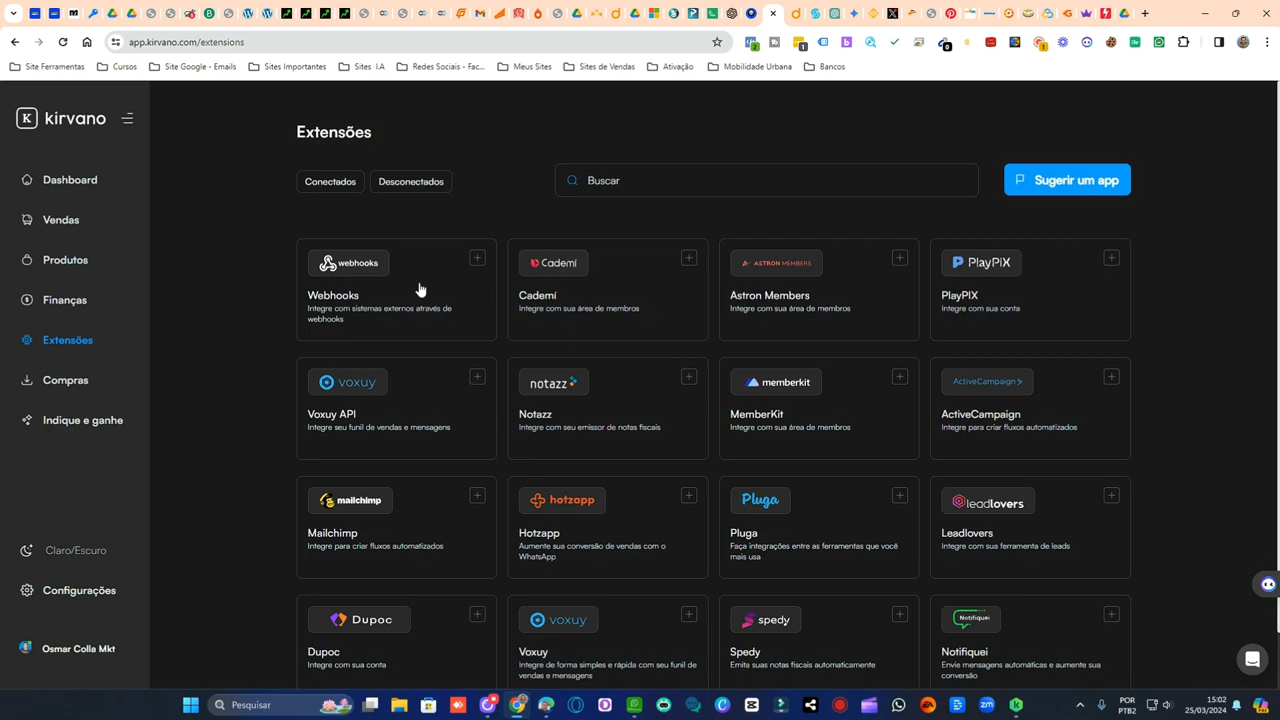 app.kirvano.com/extensions
Site Ferramentas
Cursos
Site Google - Emails
Sites Importantes
Sites I.A
Redes Sociais - Fac...
Meus Sites
Sites de Vendas
Ativação
Mobilidade Urbana
Bancos
K kirvano
Dashboard
Vendas
Produtos
Finanças
Extensões
Compras
Indique e ganhe
Claro/Escuro
Configurações
Osmar Colla Mkt
Extensões
Conectados
Desconectados
Buscar
Sugerir um app
webhooks
Webhooks
Integre com sistemas externos através de
webhooks
Cademí
Cademí
Integre com sua área de membros
ASTRON MEMBERS
Astron Members
Integre com sua área de membros
PlayPIX
PlayPIX
Integre com sua conta
voxuy
Voxuy API
Integre seu funil de vendas e mensagens
notazz
Notazz
Integre com seu emissor de notas fiscais
memberkit
MemberKit
Integre com sua área de membros
ActiveCampaign >
ActiveCampaign
Integre para criar fluxos automatizados
mailchimp
Mailchimp
Integre para criar fluxos automatizados
hotzapp
Hotzapp
Aumente sua conversão de vendas com o
WhatsApp
Pluga
Pluga
Faça integrações entre as ferramentas que você
mais usa
leadlovers
Leadlovers
Integre com sua ferramenta de leads
Dupoc
Dupoc
Integre com sua conta
voxuy
Voxuy
Integre de forma simples e rápida com seu funil
de vendas e mensagens
spedy
Spedy
Emita suas notas fiscais automaticamente
Notifiquei
Notifiquei
Envie mensagens automáticas e aumente sua
conversão
Pesquisar
POR
PTB2
15:02
25/03/2024